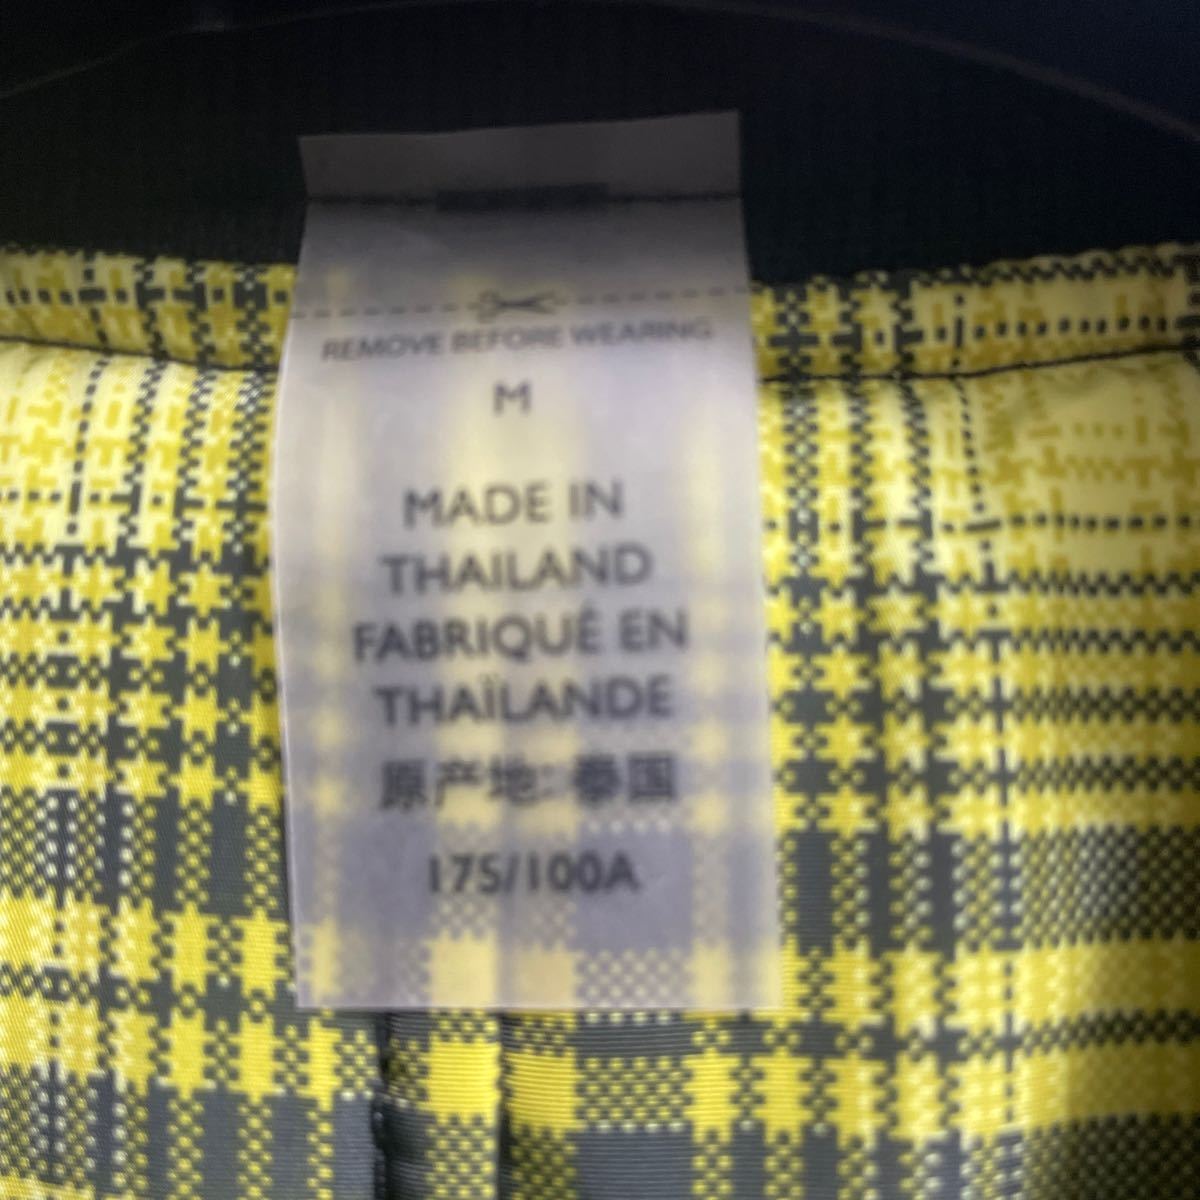 REMOVE BEFORE WEARING
M
MADE IN
THAILAND
FABRIQUÉ EN
THAÏLANDE
原产地: 泰国
175/100A